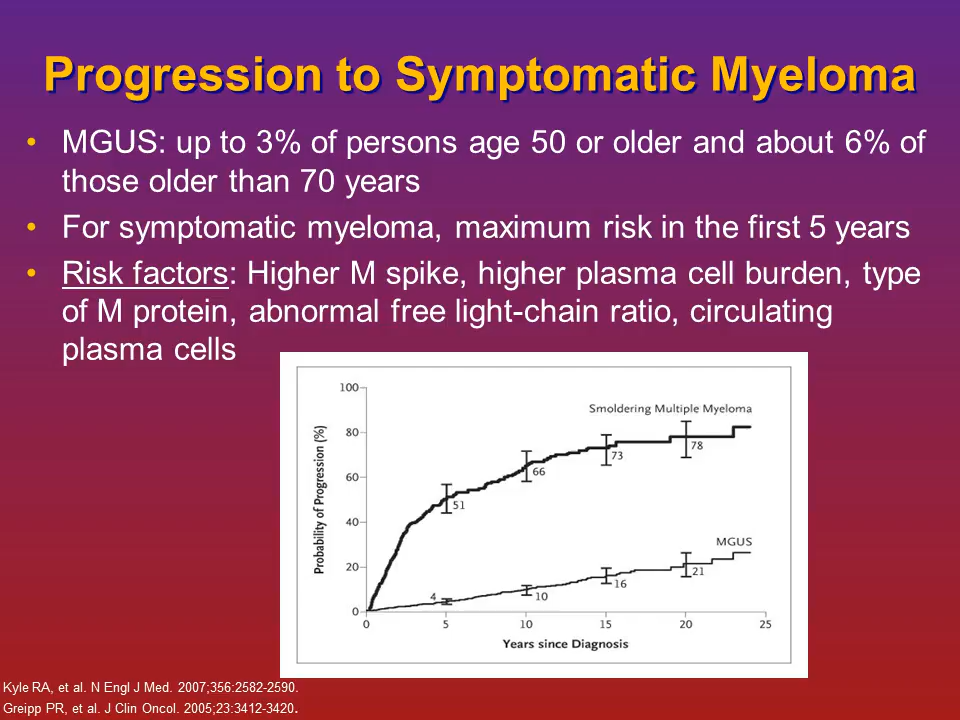 Progression to Symptomatic Myeloma
• MGUS: up to 3% of persons age 50 or older and about 6% of
those older than 70 years
• For symptomatic myeloma, maximum risk in the first 5 years
• Risk factors: Higher M spike, higher plasma cell burden, type
of M protein, abnormal free light-chain ratio, circulating
plasma cells
Probability of Progression (%)
100
80
60
40
20
0
Smoldering Multiple Myeloma
51
66
73
78
MGUS
4
10
16
21
0 5 10 15 20 25
Years since Diagnosis
Kyle RA, et al. N Engl J Med. 2007;356:2582-2590.
Greipp PR, et al. J Clin Oncol. 2005;23:3412-3420.